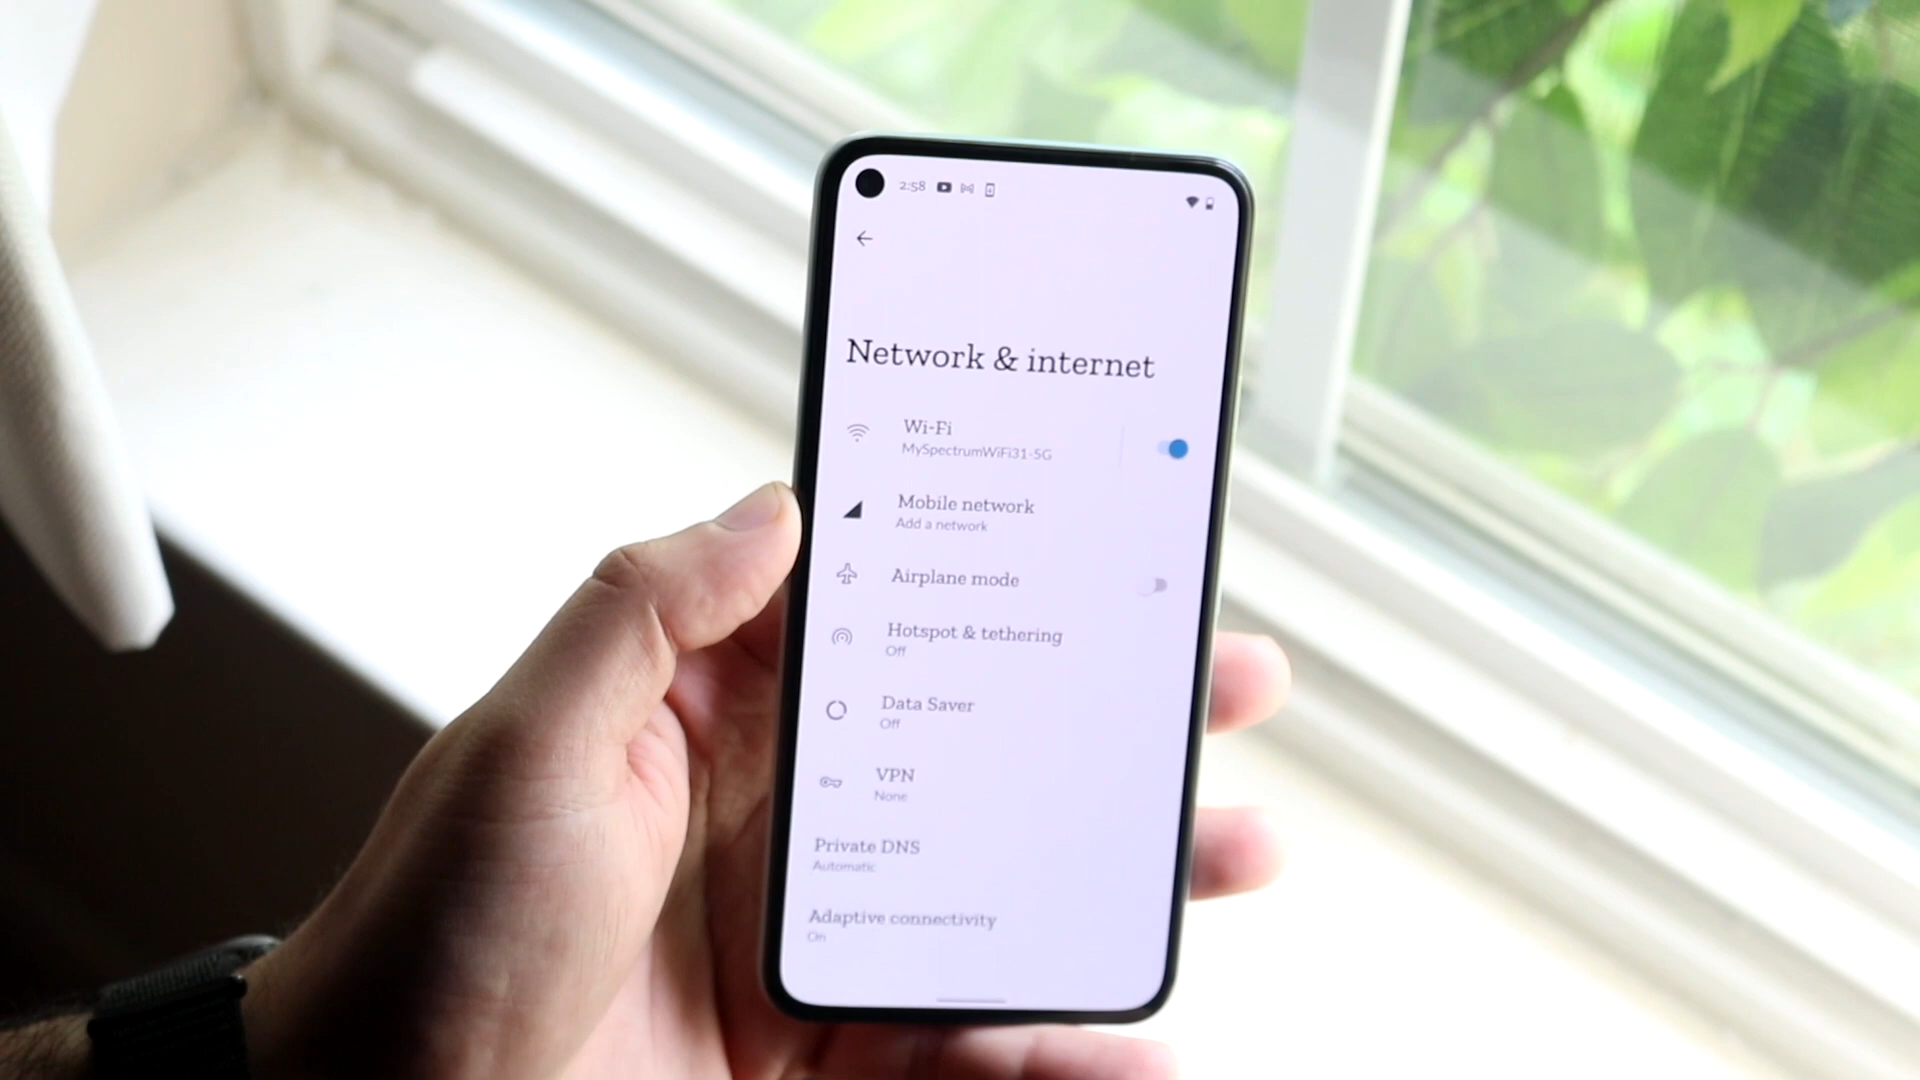 2:58
Network & internet
Wi-Fi
MySpectrumWiFi31-5G
Mobile network
Add a network
Airplane mode
Hotspot & tethering
Off
Data Saver
Off
VPN
None
Private DNS
Automatic
Adaptive connectivity
On